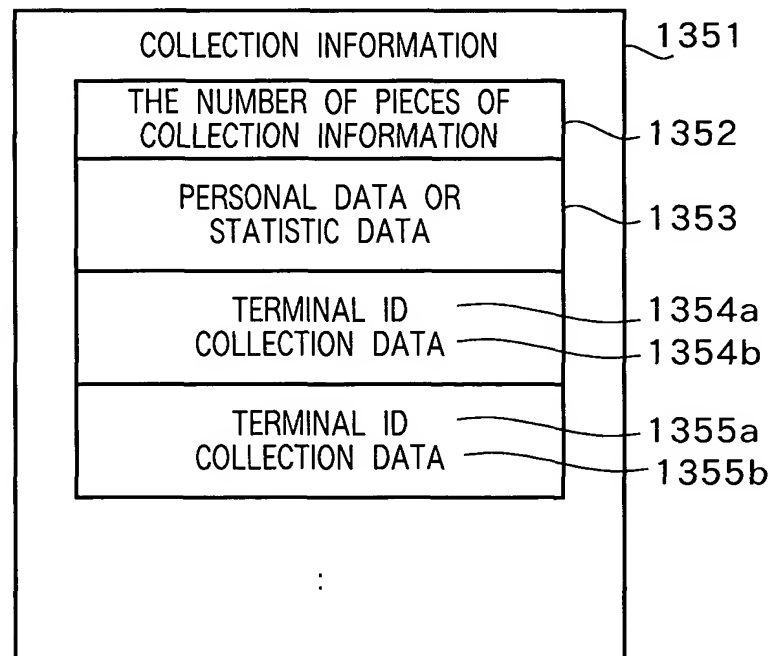 COLLECTION INFORMATION 1351
THE NUMBER OF PIECES OF
COLLECTION INFORMATION 1352
PERSONAL DATA OR
STATISTIC DATA 1353
TERMINAL ID 1354a
COLLECTION DATA 1354b
TERMINAL ID 1355a
COLLECTION DATA 1355b
: